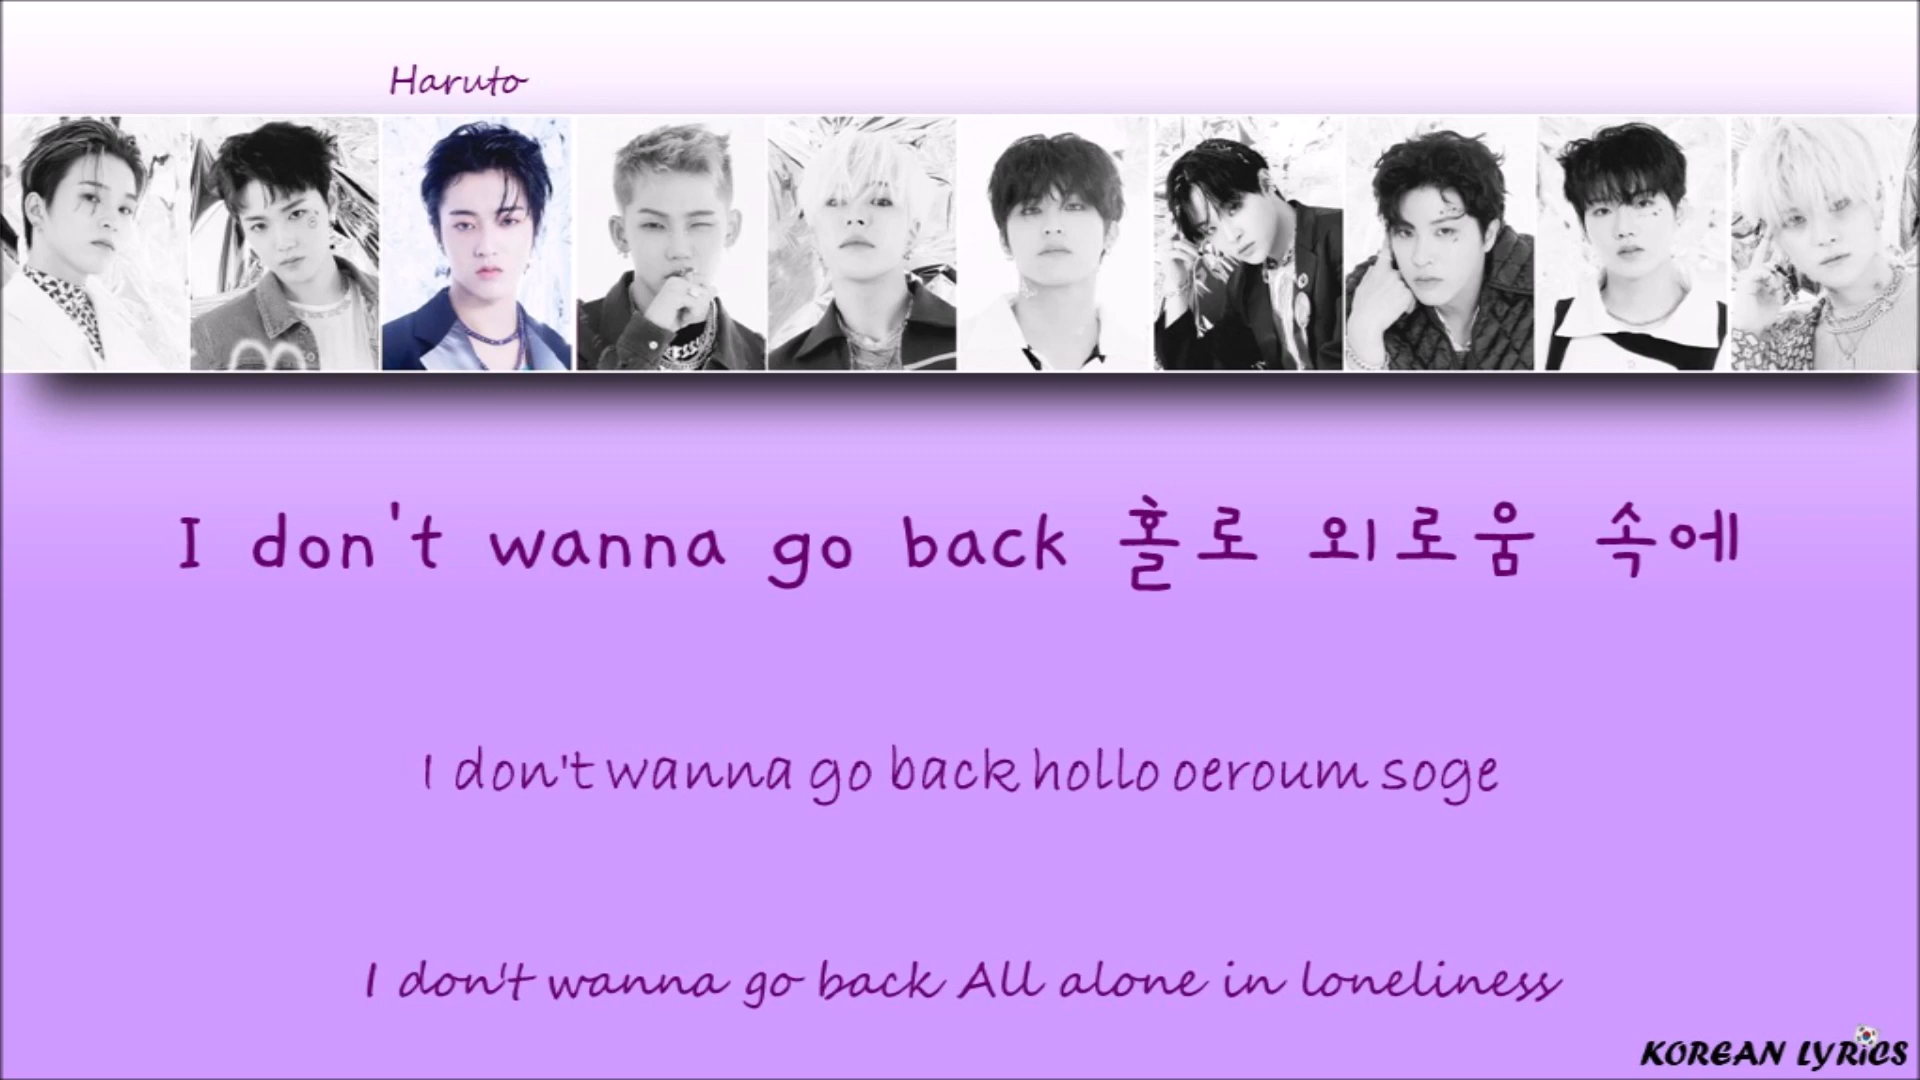 Haruto
I don't wanna go back 홀로 외로움 속에
I don't wanna go back hollo oeroum soge
I don't wanna go back All alone in loneliness
KOREAN LYRiCS